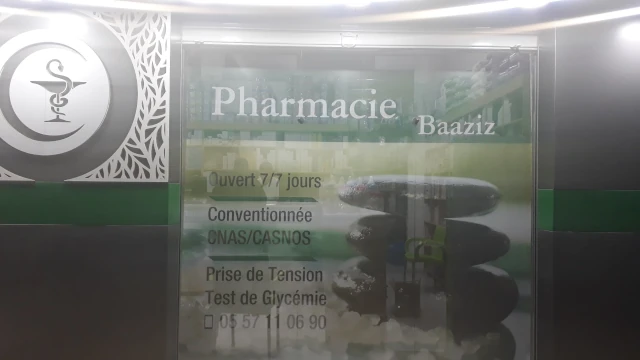 Pharmacie
Baaziz
Ouvert 7/7 jours
Conventionnée
CNAS/CASNOS
Prise de Tension
Test de Glycémie
05 57 11 06 90